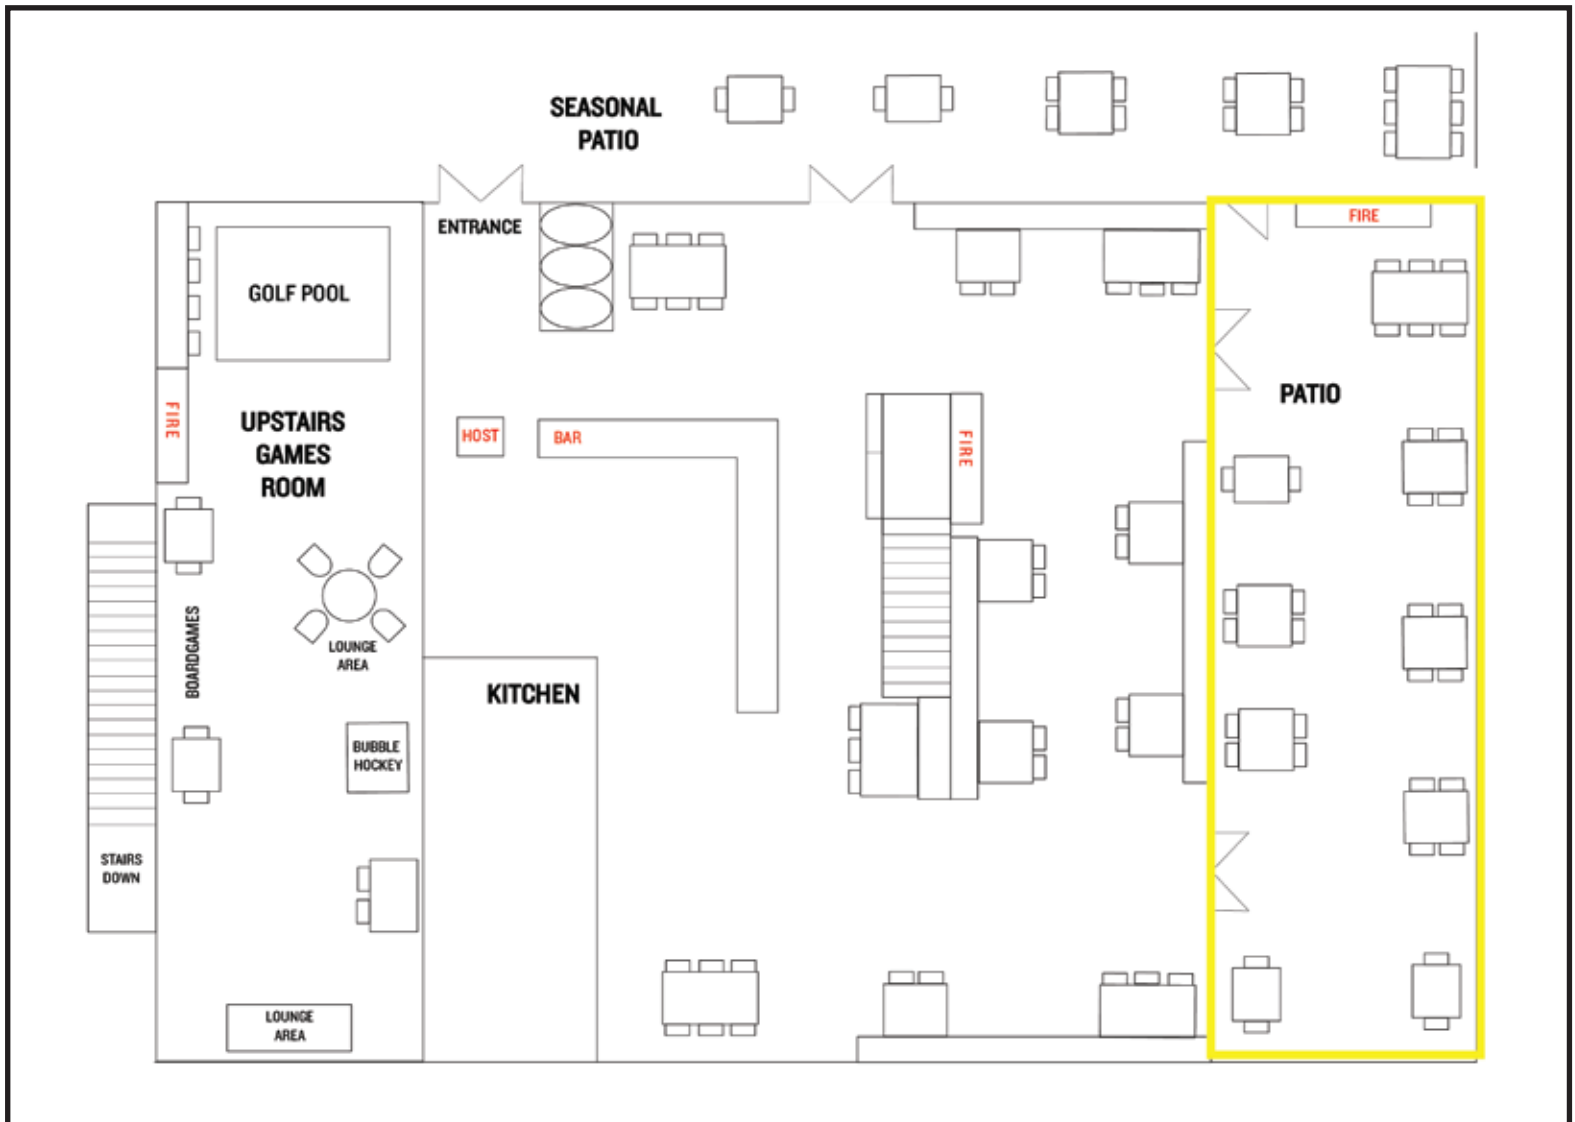 SEASONAL
PATIO
ENTRANCE
FIRE
GOLF POOL
PATIO
FIRE
UPSTAIRS
GAMES
ROOM
HOST
BAR
FIRE
BOARDGAMES
LOUNGE
AREA
KITCHEN
BUBBLE
HOCKEY
STAIRS
DOWN
LOUNGE
AREA